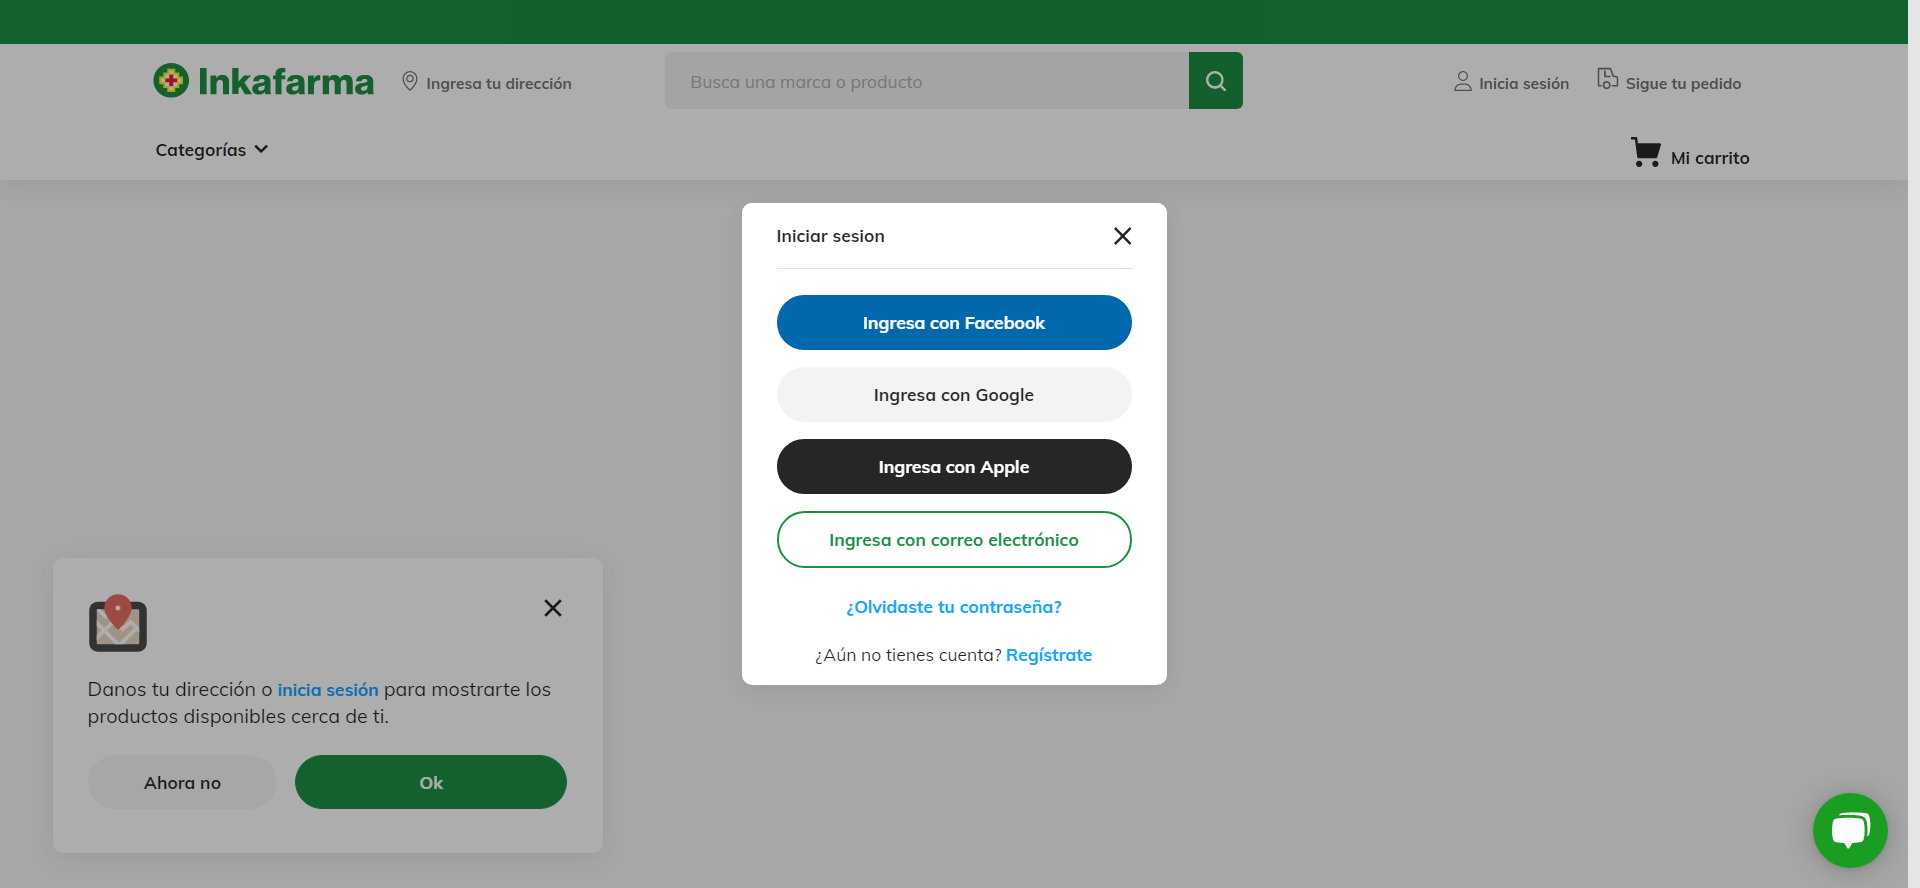 Inkafarma
Ingresa tu dirección
Busca una marca o producto
Inicia sesión
Sigue tu pedido
Categorías
Mi carrito
Iniciar sesion
Ingresa con Facebook
Ingresa con Google
Ingresa con Apple
Ingresa con correo electrónico
¿Olvidaste tu contraseña?
¿Aún no tienes cuenta? Regístrate
Danos tu dirección o inicia sesión para mostrarte los
productos disponibles cerca de ti.
Ahora no
Ok